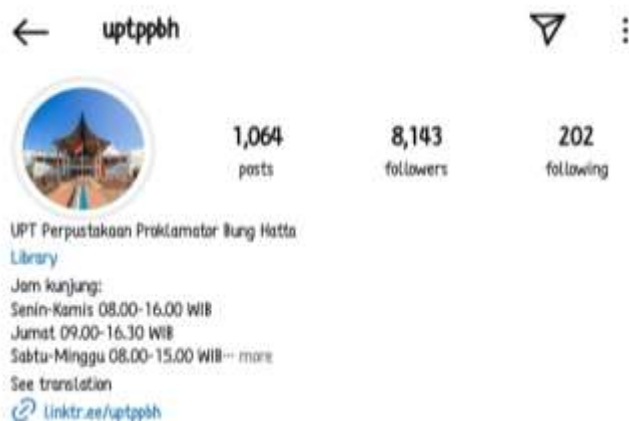 uptppbh
1,064 8,143 202
posts followers following
UPT Perpustakaan Proklamator Bung Hatta
Library
Jam kunjung:
Senin-Kamis 08.00-16.00 WIB
Jumat 09.00-16.30 WIB
Sabtu-Minggu 08.00-15.00 WIB... more
See translation
linktr.ee/uptppbh